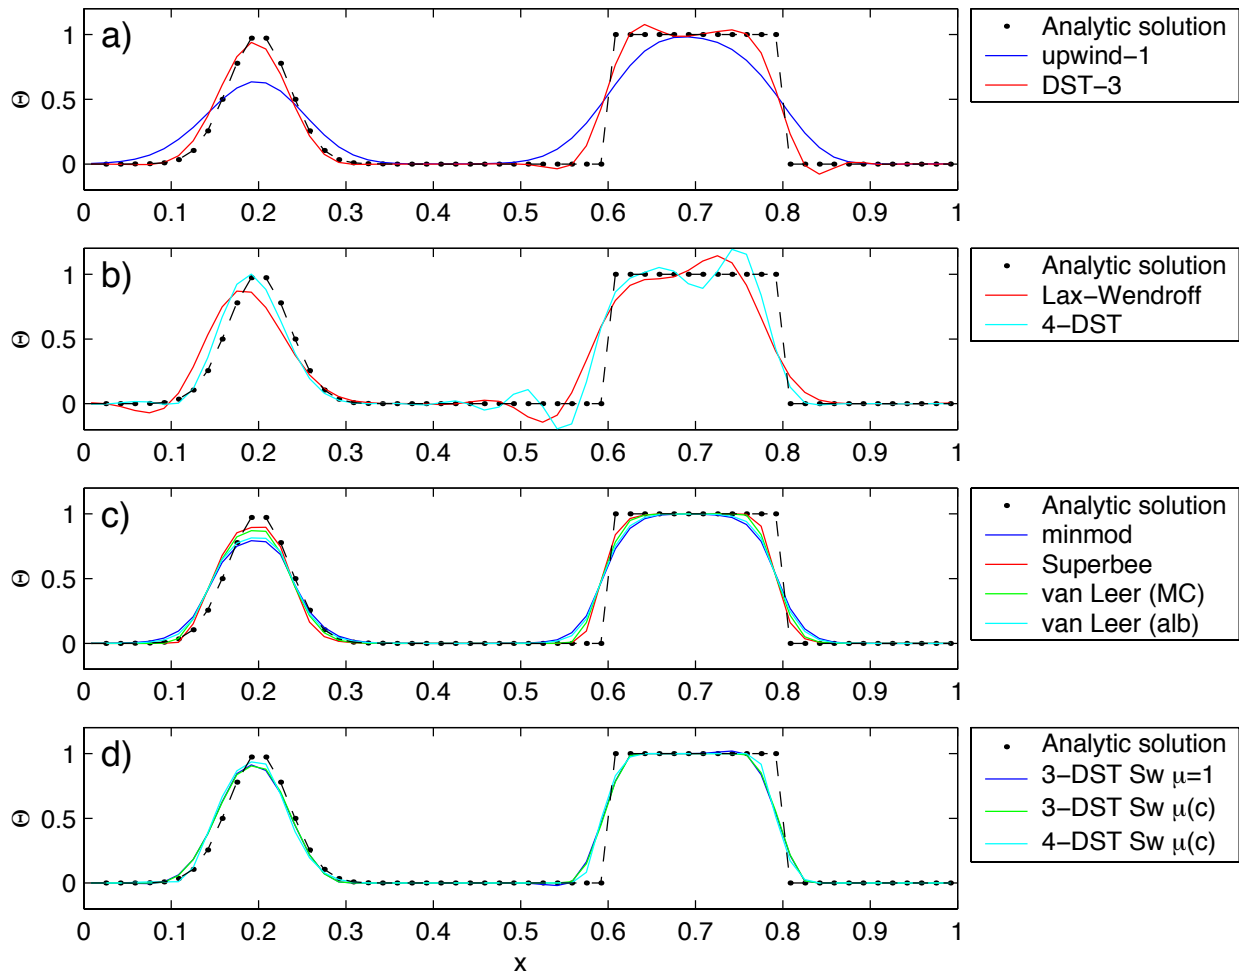 a)
Θ
1
0.5
0
0 0.1 0.2 0.3 0.4 0.5 0.6 0.7 0.8 0.9 1
Analytic solution
upwind−1
DST−3
b)
Θ
1
0.5
0
0 0.1 0.2 0.3 0.4 0.5 0.6 0.7 0.8 0.9 1
Analytic solution
Lax−Wendroff
4−DST
c)
Θ
1
0.5
0
0 0.1 0.2 0.3 0.4 0.5 0.6 0.7 0.8 0.9 1
Analytic solution
minmod
Superbee
van Leer (MC)
van Leer (alb)
d)
Θ
1
0.5
0
0 0.1 0.2 0.3 0.4 0.5 0.6 0.7 0.8 0.9 1
x
Analytic solution
3−DST Sw μ=1
3−DST Sw μ(c)
4−DST Sw μ(c)